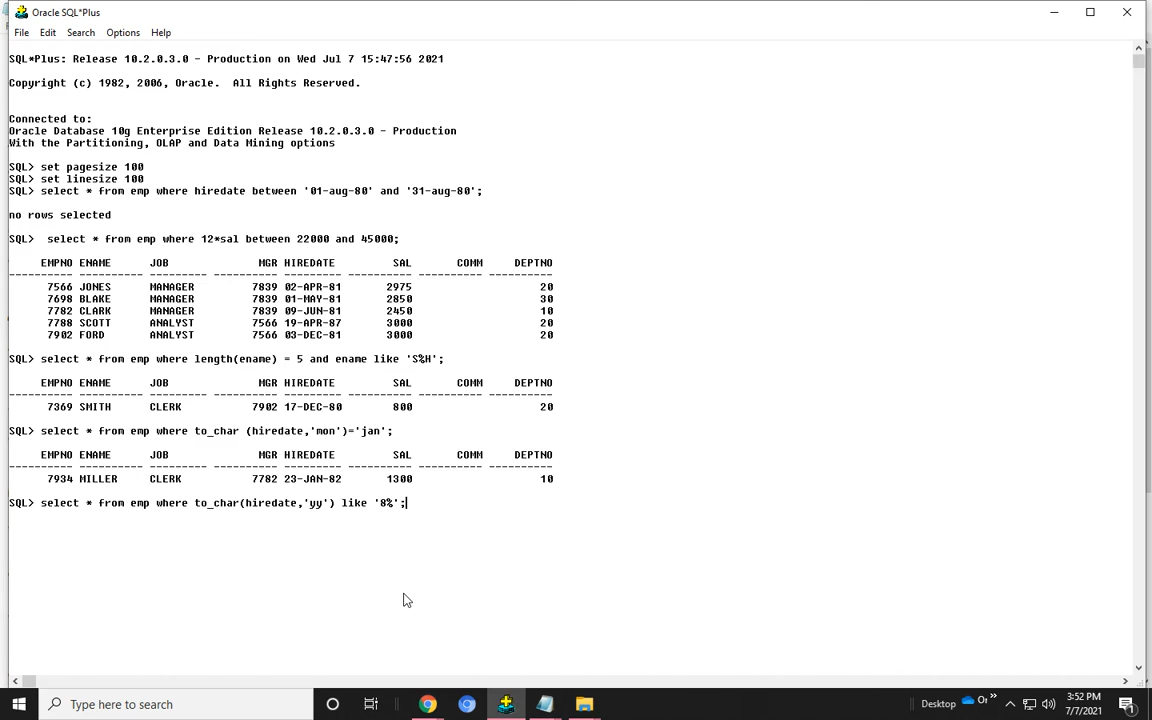 Oracle SQL*Plus
File Edit Search Options Help
SQL*Plus: Release 10.2.0.3.0 - Production on Wed Jul 7 15:47:56 2021
Copyright (c) 1982, 2006, Oracle.  All Rights Reserved.
Connected to:
Oracle Database 10g Enterprise Edition Release 10.2.0.3.0 - Production
With the Partitioning, OLAP and Data Mining options
SQL> set pagesize 100
SQL> set linesize 100
SQL> select * from emp where hiredate between '01-aug-80' and '31-aug-80';
no rows selected
SQL>  select * from emp where 12*sal between 22000 and 45000;
EMPNO ENAME JOB MGR HIREDATE SAL COMM DEPTNO
---------- ---------- --------- ---------- --------- ---------- ---------- ----------
7566 JONES MANAGER 7839 02-APR-81 2975 20
7698 BLAKE MANAGER 7839 01-MAY-81 2850 30
7782 CLARK MANAGER 7839 09-JUN-81 2450 10
7788 SCOTT ANALYST 7566 19-APR-87 3000 20
7902 FORD ANALYST 7566 03-DEC-81 3000 20
SQL> select * from emp where length(ename) = 5 and ename like 'S%H';
EMPNO ENAME JOB MGR HIREDATE SAL COMM DEPTNO
---------- ---------- --------- ---------- --------- ---------- ---------- ----------
7369 SMITH CLERK 7902 17-DEC-80 800 20
SQL> select * from emp where to_char (hiredate,'mon')='jan';
EMPNO ENAME JOB MGR HIREDATE SAL COMM DEPTNO
---------- ---------- --------- ---------- --------- ---------- ---------- ----------
7934 MILLER CLERK 7782 23-JAN-82 1300 10
SQL> select * from emp where to_char(hiredate,'yy') like '8%';
Type here to search
Desktop
3:52 PM
7/7/2021
1